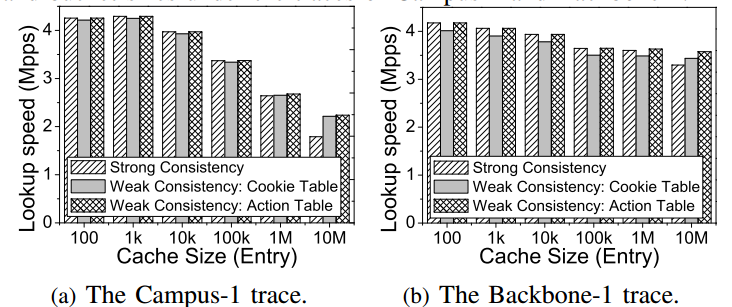 Lookup speed (Mpps)
4
3
2
1
0
Strong Consistency
Weak Consistency: Cookie Table
Weak Consistency: Action Table
100 1k 10k 100k 1M 10M
Cache Size (Entry)
(a) The Campus-1 trace.
Lookup speed (Mpps)
4
3
2
1
0
Strong Consistency
Weak Consistency: Cookie Table
Weak Consistency: Action Table
100 1k 10k 100k 1M 10M
Cache Size (Entry)
(b) The Backbone-1 trace.